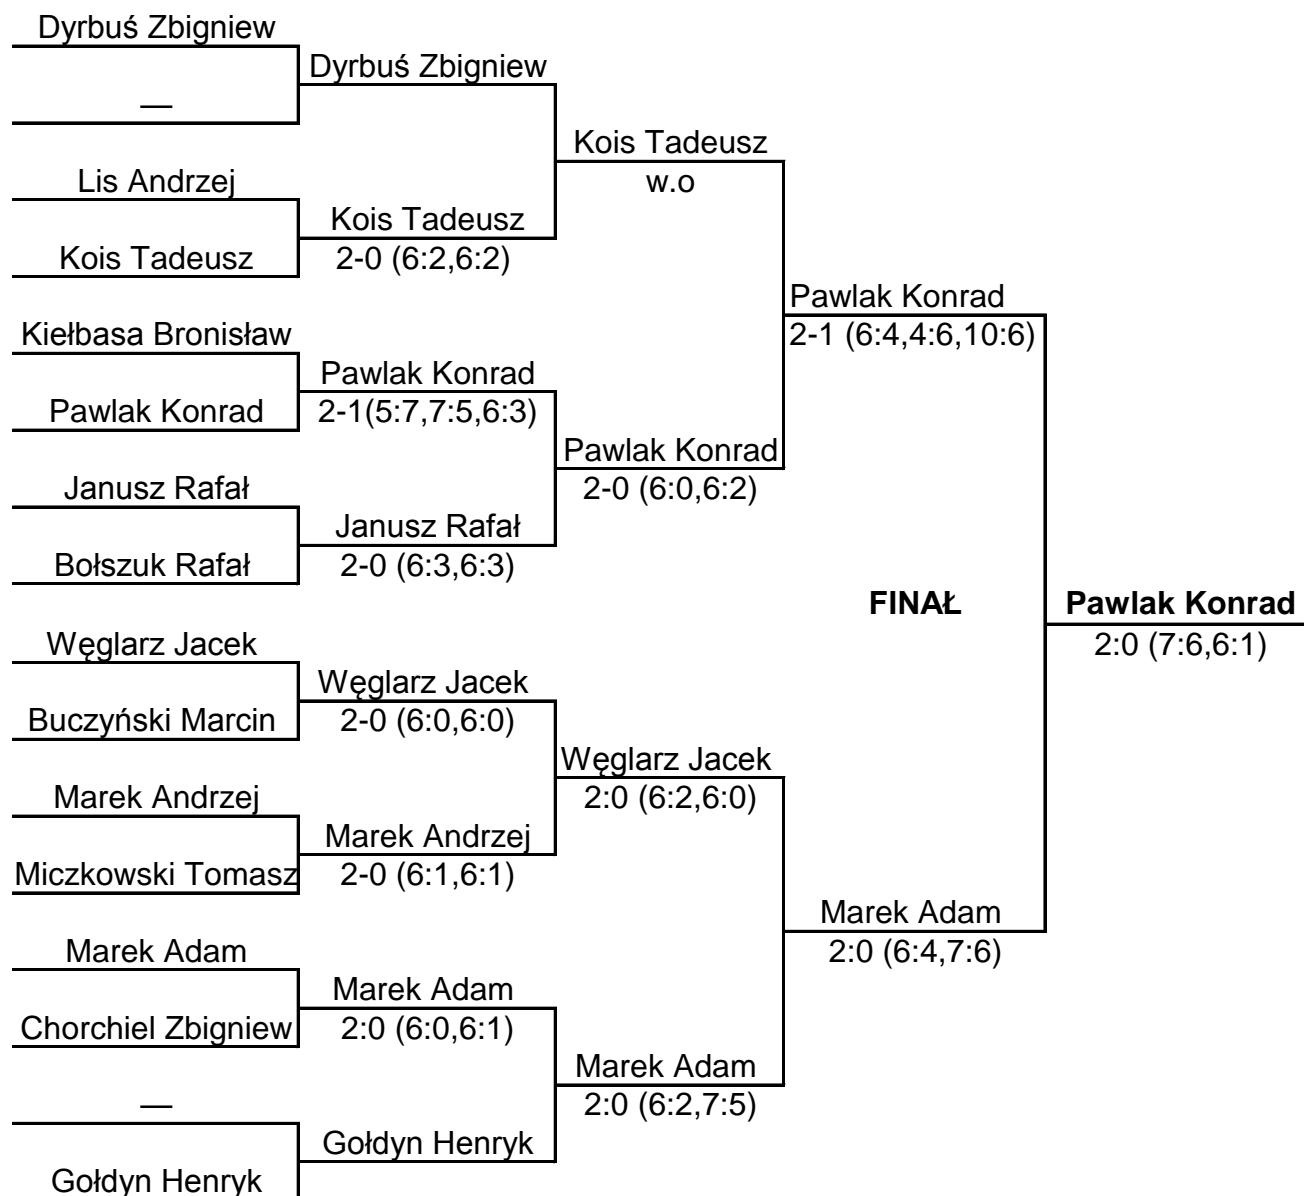 Dyrbuś Zbigniew
Dyrbuś Zbigniew
—
Kois Tadeusz
w.o
Lis Andrzej
Kois Tadeusz
2-0 (6:2,6:2)
Kois Tadeusz
Pawlak Konrad
2-1 (6:4,4:6,10:6)
Kiełbasa Bronisław
Pawlak Konrad
2-1(5:7,7:5,6:3)
Pawlak Konrad
Pawlak Konrad
2-0 (6:0,6:2)
Janusz Rafał
Janusz Rafał
2-0 (6:3,6:3)
Bołszuk Rafał
FINAŁ
Pawlak Konrad
2:0 (7:6,6:1)
Węglarz Jacek
Węglarz Jacek
2-0 (6:0,6:0)
Buczyński Marcin
Węglarz Jacek
2:0 (6:2,6:0)
Marek Andrzej
Marek Andrzej
2-0 (6:1,6:1)
Miczkowski Tomasz
Marek Adam
2:0 (6:4,7:6)
Marek Adam
Marek Adam
2:0 (6:0,6:1)
Chorchiel Zbigniew
Marek Adam
2:0 (6:2,7:5)
—
Gołdyn Henryk
Gołdyn Henryk